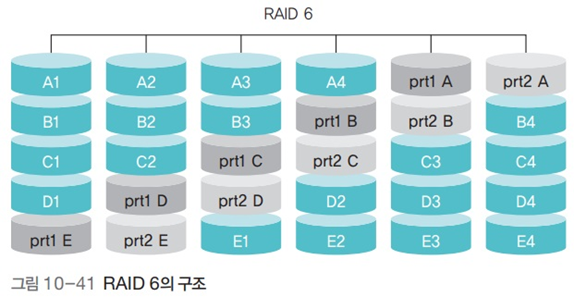 RAID 6
A1 A2 A3 A4 prt1 A prt2 A
B1 B2 B3 prt1 B prt2 B B4
C1 C2 prt1 C prt2 C C3 C4
D1 prt1 D prt2 D D2 D3 D4
prt1 E prt2 E E1 E2 E3 E4
그림 10-41 RAID 6의 구조